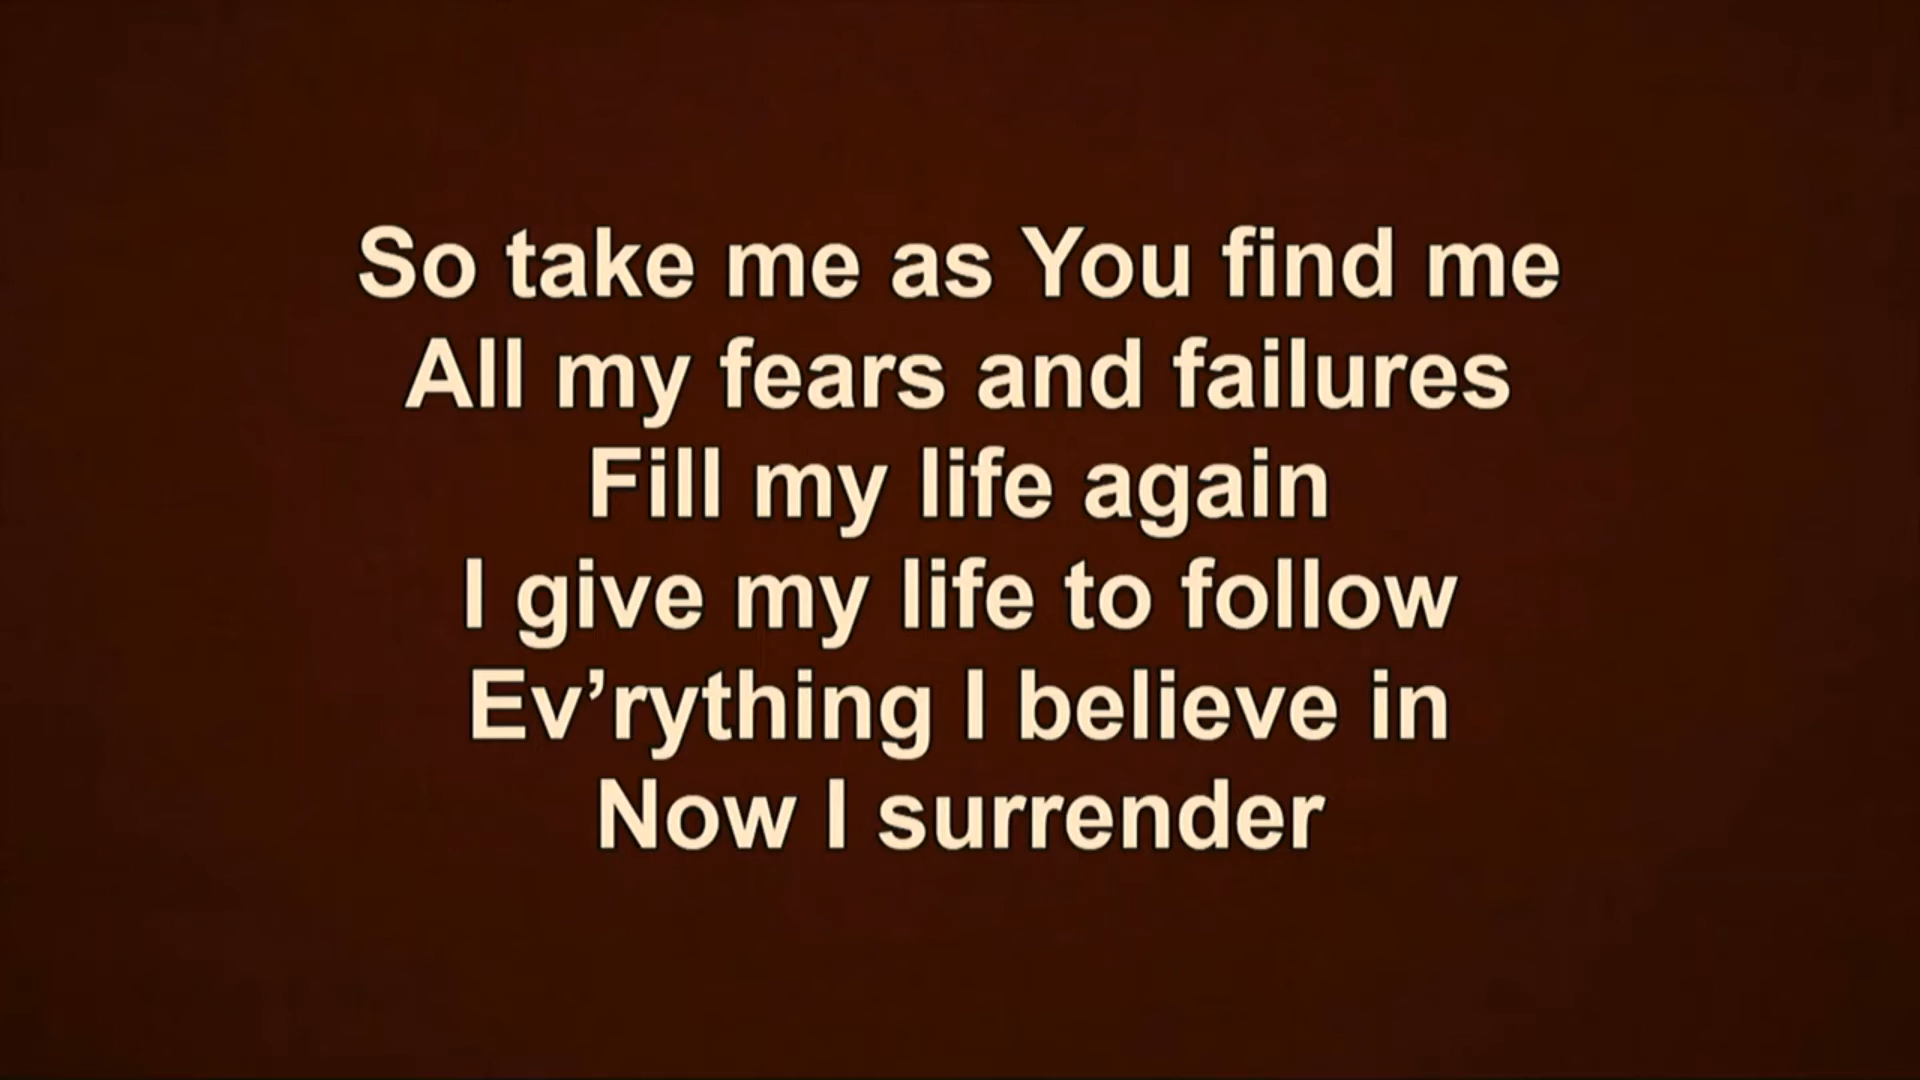 So take me as You find me
All my fears and failures
Fill my life again
I give my life to follow
Ev’rything I believe in
Now I surrender